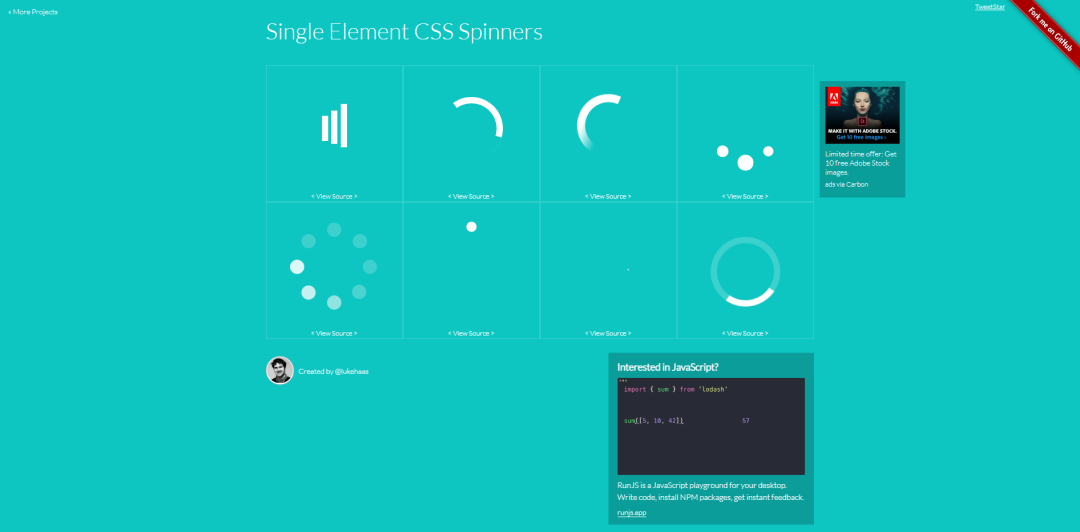 « More Projects
TweetStar
Fork me on GitHub
Single Element CSS Spinners
< View Source >
< View Source >
< View Source >
< View Source >
MAKE IT WITH ADOBE STOCK.
Get 10 free images >
Limited time offer: Get
10 free Adobe Stock
images.
ads via Carbon
< View Source >
< View Source >
< View Source >
< View Source >
Created by @lukehaas
Interested in JavaScript?
import { sum } from 'lodash'
sum([5, 10, 42])
57
RunJS is a JavaScript playground for your desktop.
Write code, install NPM packages, get instant feedback.
runjs.app